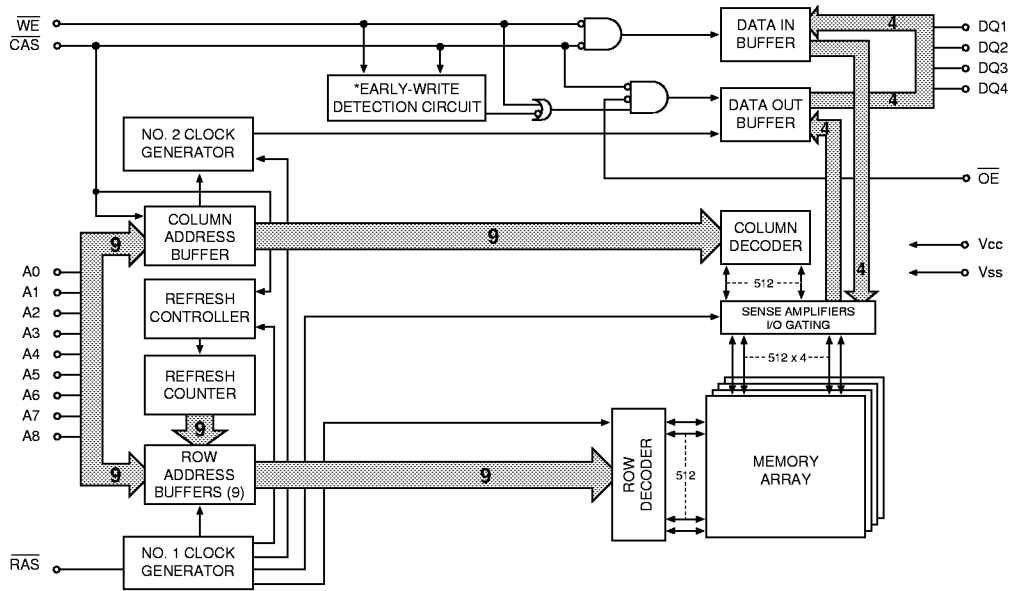 WE
CAS
*EARLY-WRITE
DETECTION CIRCUIT
DATA IN
BUFFER
4
DQ1
DQ2
DQ3
DQ4
DATA OUT
BUFFER
4
4
NO. 2 CLOCK
GENERATOR
OE
COLUMN
ADDRESS
BUFFER
9
9
COLUMN
DECODER
Vcc
Vss
4
512
A0
A1
A2
A3
A4
A5
A6
A7
A8
REFRESH
CONTROLLER
SENSE AMPLIFIERS
I/O GATING
512 x 4
REFRESH
COUNTER
9
ROW
ADDRESS
BUFFERS (9)
9
9
ROW
DECODER
512
MEMORY
ARRAY
RAS
NO. 1 CLOCK
GENERATOR